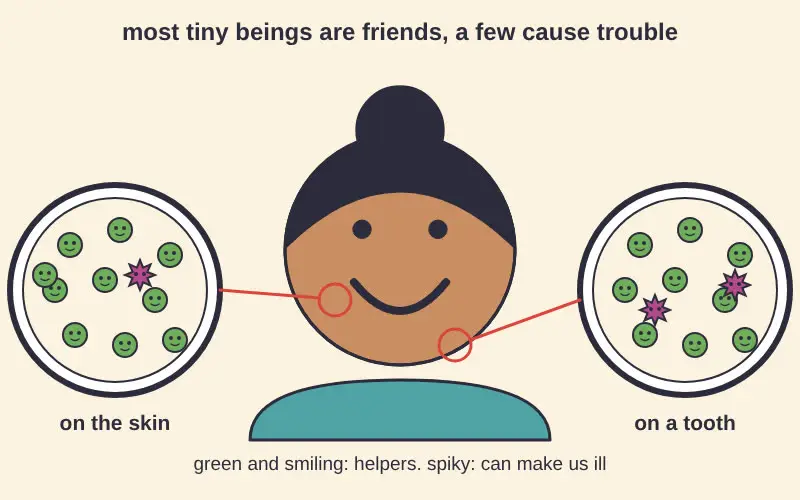 most tiny beings are friends, a few cause trouble
on the skin
on a tooth
green and smiling: helpers. spiky: can make us ill